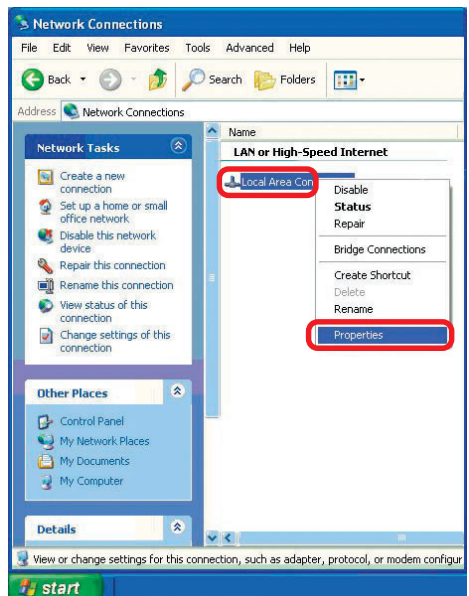 Network Connections
File Edit View Favorites Tools Advanced Help
Back Search Folders
Address Network Connections
Network Tasks
Create a new
connection
Set up a home or small
office network
Disable this network
device
Repair this connection
Rename this connection
View status of this
connection
Change settings of this
connection
Other Places
Control Panel
My Network Places
My Documents
My Computer
Details
Name
LAN or High-Speed Internet
Local Area Con
Disable
Status
Repair
Bridge Connections
Create Shortcut
Delete
Rename
Properties
View or change settings for this connection, such as adapter, protocol, or modem configur
start